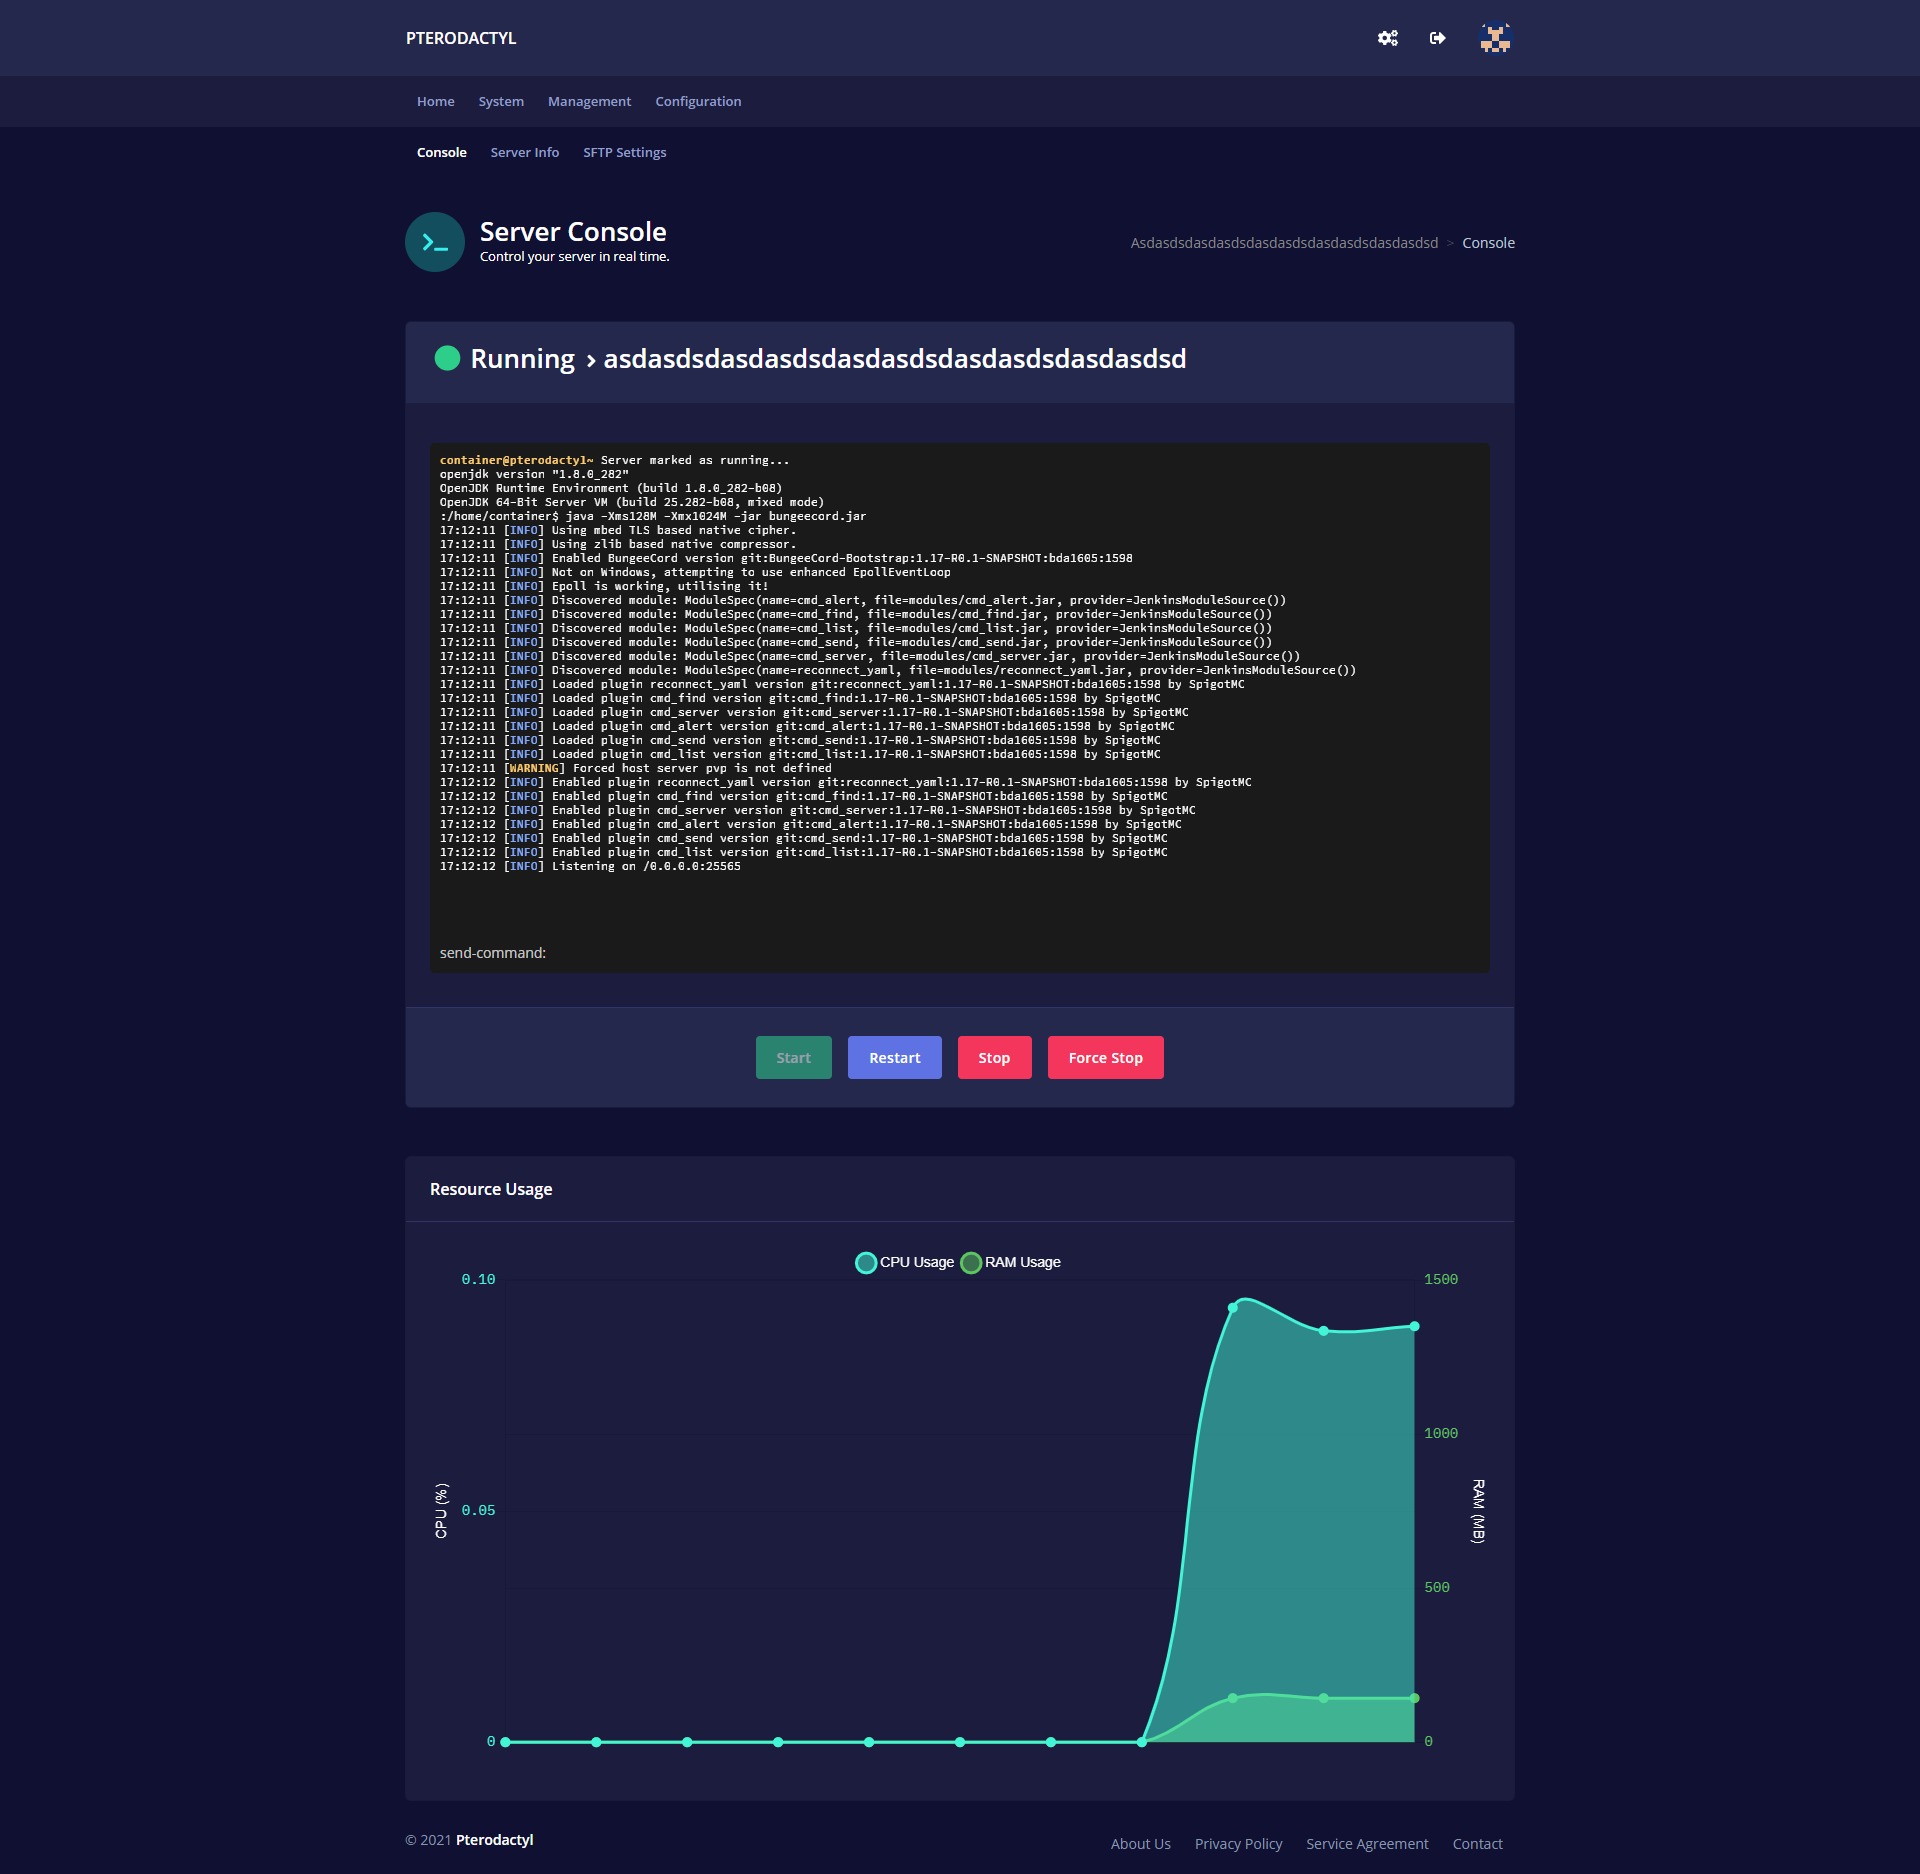 PTERODACTYL
Home System Management Configuration
Console Server Info SFTP Settings
Server Console
Control your server in real time.
Asdasdsdasdasdsdasdasdsdasdasdsdasdasdsd > Console
Running › asdasdsdasdasdsdasdasdsdasdasdsdasdasdsd
container@pterodactyl~ Server marked as running...
openjdk version "1.8.0_282"
OpenJDK Runtime Environment (build 1.8.0_282-b08)
OpenJDK 64-Bit Server VM (build 25.282-b08, mixed mode)
:/home/container$ java -Xms128M -Xmx1024M -jar bungeecord.jar
17:12:11 [INFO] Using mbed TLS based native cipher.
17:12:11 [INFO] Using zlib based native compressor.
17:12:11 [INFO] Enabled BungeeCord version git:BungeeCord-Bootstrap:1.17-R0.1-SNAPSHOT:bda1605:1598
17:12:11 [INFO] Not on Windows, attempting to use enhanced EpollEventLoop
17:12:11 [INFO] Epoll is working, utilising it!
17:12:11 [INFO] Discovered module: ModuleSpec(name=cmd_alert, file=modules/cmd_alert.jar, provider=JenkinsModuleSource())
17:12:11 [INFO] Discovered module: ModuleSpec(name=cmd_find, file=modules/cmd_find.jar, provider=JenkinsModuleSource())
17:12:11 [INFO] Discovered module: ModuleSpec(name=cmd_list, file=modules/cmd_list.jar, provider=JenkinsModuleSource())
17:12:11 [INFO] Discovered module: ModuleSpec(name=cmd_send, file=modules/cmd_send.jar, provider=JenkinsModuleSource())
17:12:11 [INFO] Discovered module: ModuleSpec(name=cmd_server, file=modules/cmd_server.jar, provider=JenkinsModuleSource())
17:12:11 [INFO] Discovered module: ModuleSpec(name=reconnect_yaml, file=modules/reconnect_yaml.jar, provider=JenkinsModuleSource())
17:12:11 [INFO] Loaded plugin reconnect_yaml version git:reconnect_yaml:1.17-R0.1-SNAPSHOT:bda1605:1598 by SpigotMC
17:12:11 [INFO] Loaded plugin cmd_find version git:cmd_find:1.17-R0.1-SNAPSHOT:bda1605:1598 by SpigotMC
17:12:11 [INFO] Loaded plugin cmd_server version git:cmd_server:1.17-R0.1-SNAPSHOT:bda1605:1598 by SpigotMC
17:12:11 [INFO] Loaded plugin cmd_alert version git:cmd_alert:1.17-R0.1-SNAPSHOT:bda1605:1598 by SpigotMC
17:12:11 [INFO] Loaded plugin cmd_send version git:cmd_send:1.17-R0.1-SNAPSHOT:bda1605:1598 by SpigotMC
17:12:11 [INFO] Loaded plugin cmd_list version git:cmd_list:1.17-R0.1-SNAPSHOT:bda1605:1598 by SpigotMC
17:12:11 [WARNING] Forced host server pvp is not defined
17:12:12 [INFO] Enabled plugin reconnect_yaml version git:reconnect_yaml:1.17-R0.1-SNAPSHOT:bda1605:1598 by SpigotMC
17:12:12 [INFO] Enabled plugin cmd_find version git:cmd_find:1.17-R0.1-SNAPSHOT:bda1605:1598 by SpigotMC
17:12:12 [INFO] Enabled plugin cmd_server version git:cmd_server:1.17-R0.1-SNAPSHOT:bda1605:1598 by SpigotMC
17:12:12 [INFO] Enabled plugin cmd_alert version git:cmd_alert:1.17-R0.1-SNAPSHOT:bda1605:1598 by SpigotMC
17:12:12 [INFO] Enabled plugin cmd_send version git:cmd_send:1.17-R0.1-SNAPSHOT:bda1605:1598 by SpigotMC
17:12:12 [INFO] Enabled plugin cmd_list version git:cmd_list:1.17-R0.1-SNAPSHOT:bda1605:1598 by SpigotMC
17:12:12 [INFO] Listening on /0.0.0.0:25565
send-command:
Start Restart Stop Force Stop
Resource Usage
CPU Usage RAM Usage
0.10 1500
1000
CPU (%) 0.05 RAM (MB)
500
0 0
© 2021 Pterodactyl
About Us Privacy Policy Service Agreement Contact